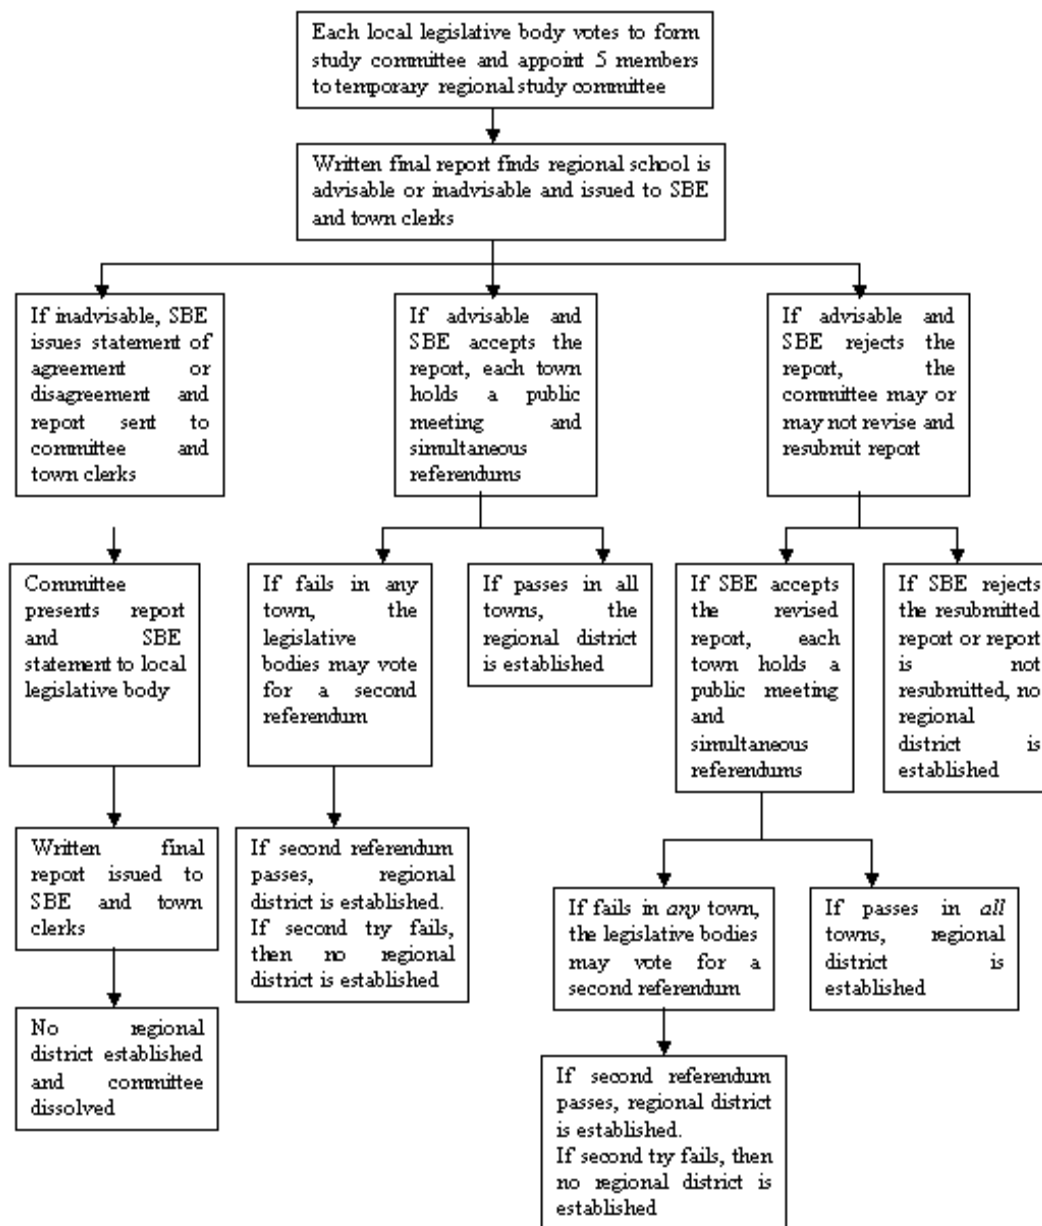 Each local legislative body votes to form
study committee and appoint 5 members
to temporary regional study committee
Written final report finds regional school is
advisable or inadvisable and issued to SBE
and town clerks
If inadvisable, SBE
issues statement of
agreement or
disagreement and
report sent to
committee and
town clerks
If advisable and
SBE accepts the
report, each town
holds a public
meeting and
simultaneous
referendums
If advisable and
SBE rejects the
report, the
committee may or
may not revise and
resubmit report
Committee
presents report
and SBE
statement to local
legislative body
If fails in any
town, the
legislative
bodies may vote
for a second
referendum
If passes in all
towns, the
regional district
is established
If SBE accepts
the revised
report, each
town holds a
public meeting
and
simultaneous
referendums
If SBE rejects
the resubmitted
report or report
is not
resubmitted, no
regional
district is
established
Written final
report issued to
SBE and town
clerks
If second referendum
passes, regional
district is established.
If second try fails,
then no regional
district is established
If fails in any town,
the legislative bodies
may vote for a
second referendum
If passes in all
towns, regional
district is
established
No regional
district established
and committee
dissolved
If second referendum
passes, regional district
is established.
If second try fails, then
no regional district is
established